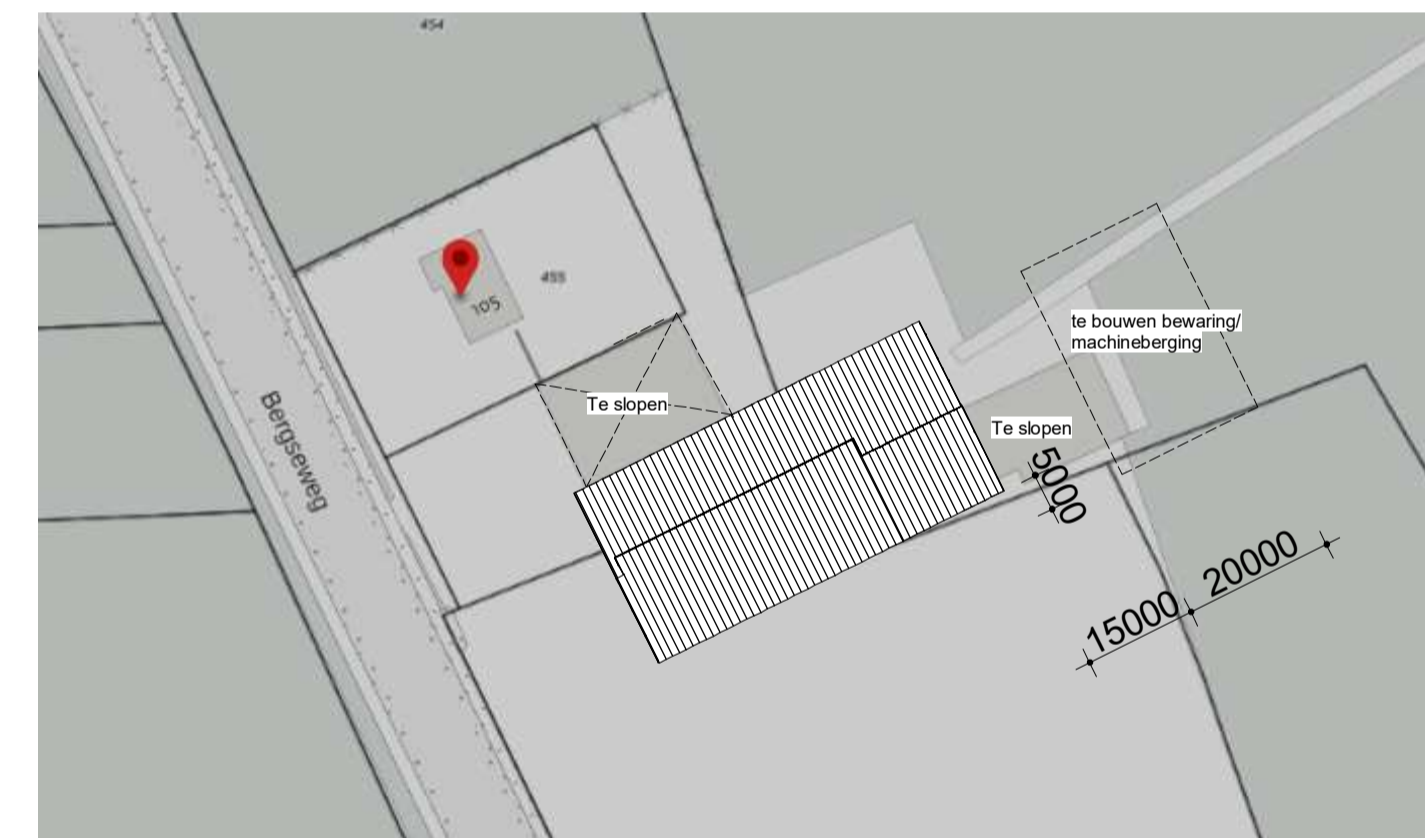 454
105
455
te bouwen bewaring/
machineberging
Te slopen
Te slopen
Bergseweg
5000
20000
15000